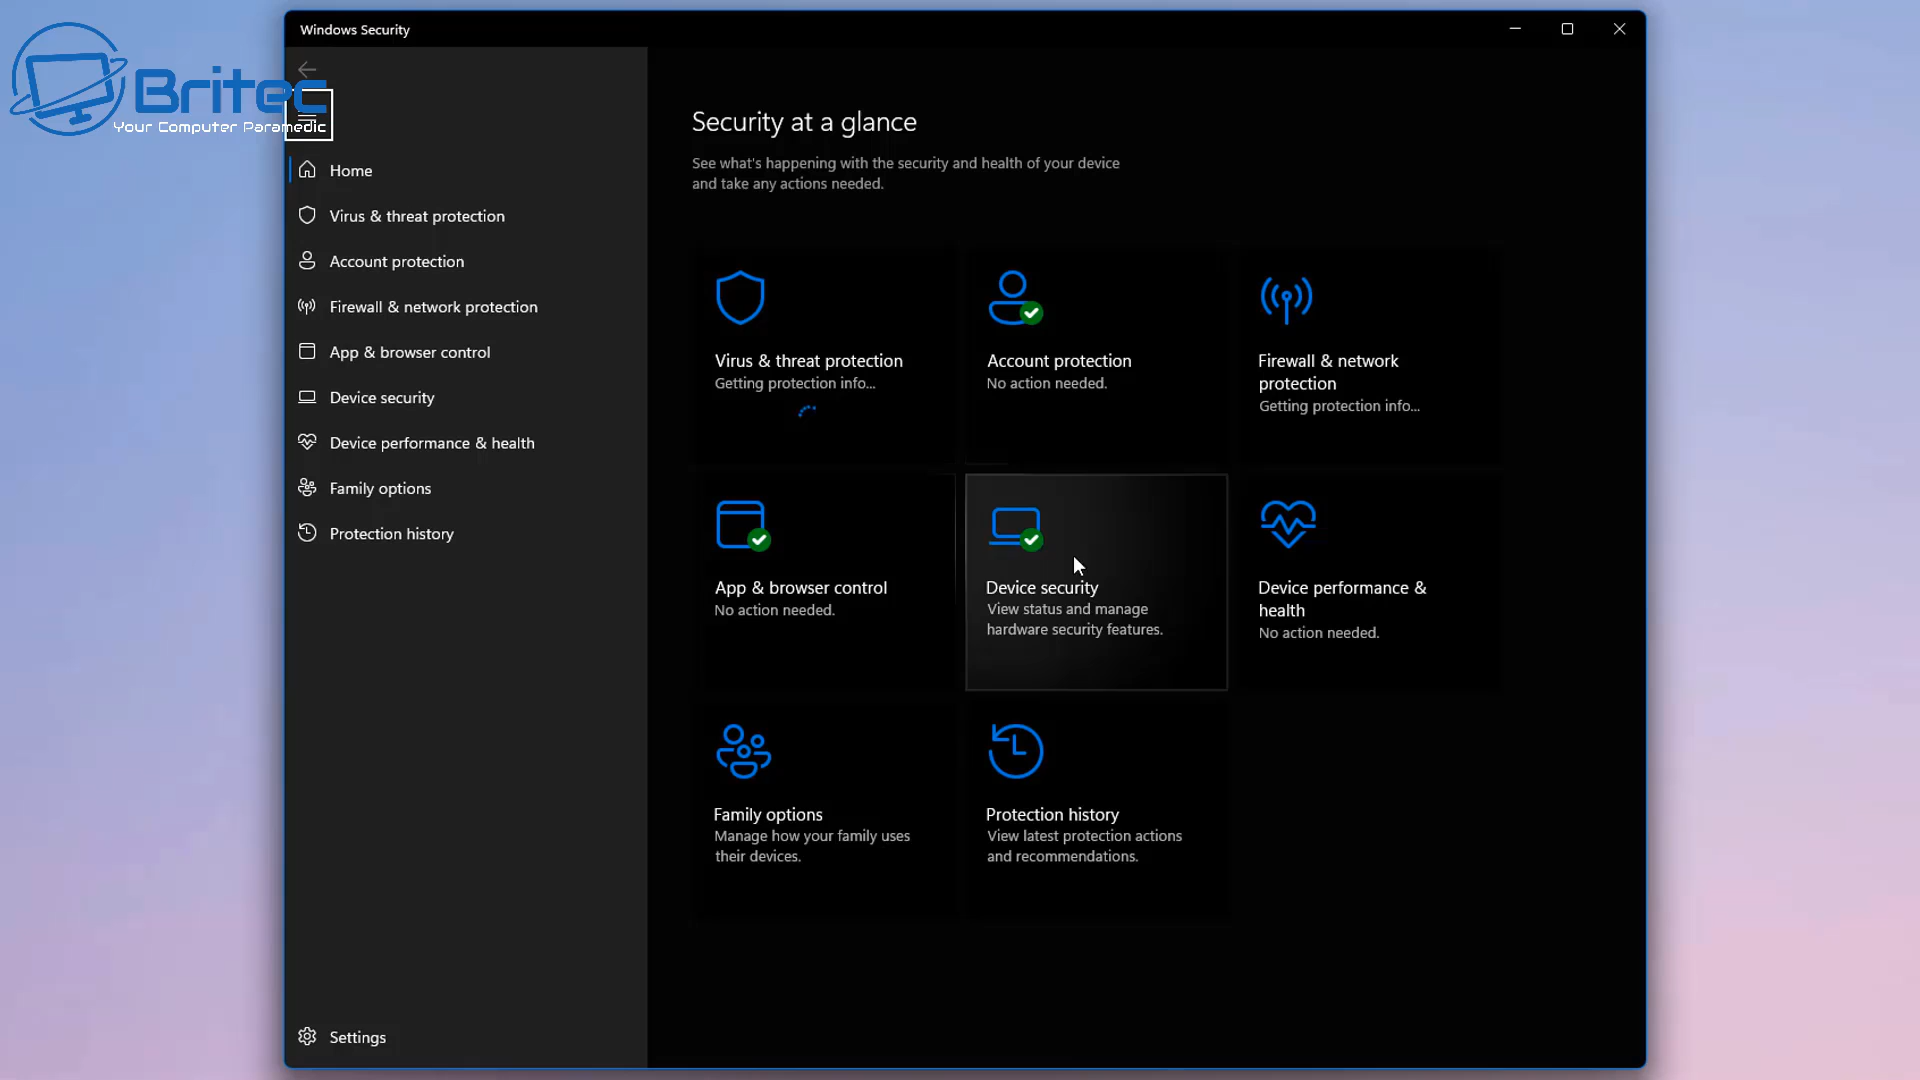 Windows Security
Britec
Your Computer Paramedic
Home
Virus & threat protection
Account protection
Firewall & network protection
App & browser control
Device security
Device performance & health
Family options
Protection history
Settings
Security at a glance
See what's happening with the security and health of your device
and take any actions needed.
Virus & threat protection
Getting protection info...
Account protection
No action needed.
Firewall & network
protection
Getting protection info...
App & browser control
No action needed.
Device security
View status and manage
hardware security features.
Device performance &
health
No action needed.
Family options
Manage how your family uses
their devices.
Protection history
View latest protection actions
and recommendations.